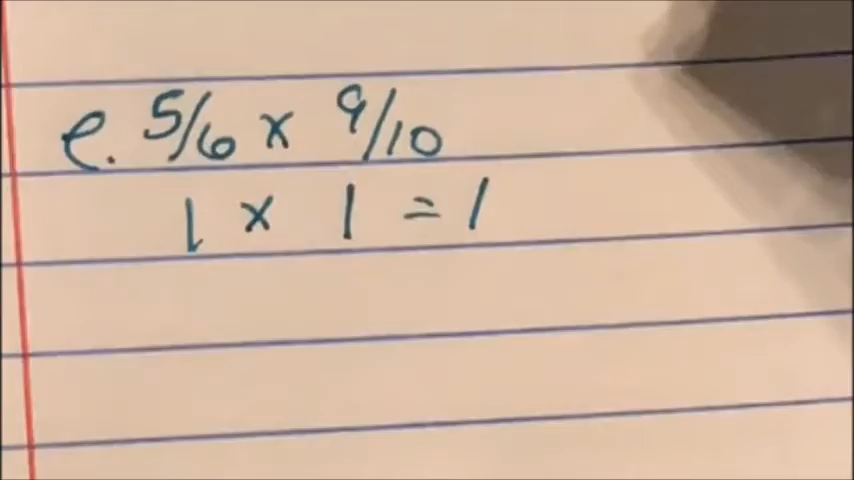 e. 5/6 x 9/10
1 x 1 = 1